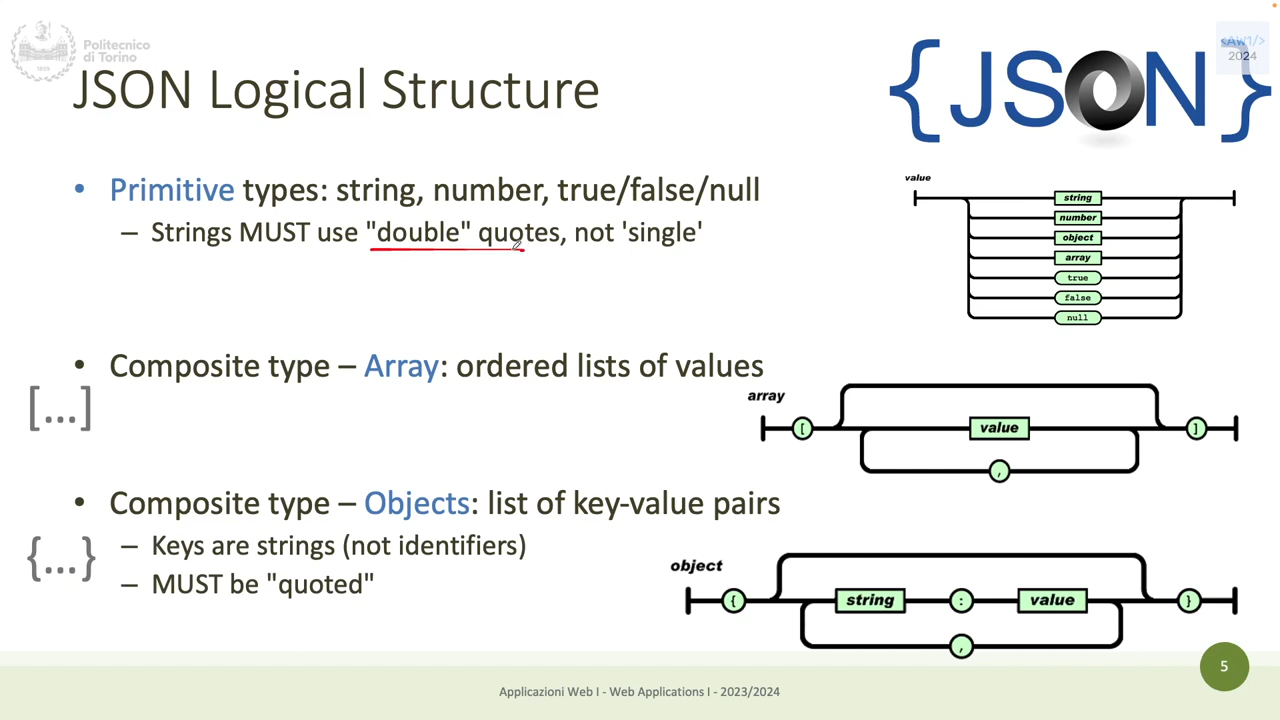 Politecnico
di Torino
1859
<AW1/>
2024
JSON Logical Structure
{JSON}
• Primitive types: string, number, true/false/null
– Strings MUST use "double" quotes, not 'single'
value
string
number
object
array
true
false
null
• Composite type – Array: ordered lists of values
[...]
array
[
value
,
]
• Composite type – Objects: list of key-value pairs
{...}
– Keys are strings (not identifiers)
– MUST be "quoted"
object
{
string
:
value
,
}
5
Applicazioni Web I - Web Applications I - 2023/2024